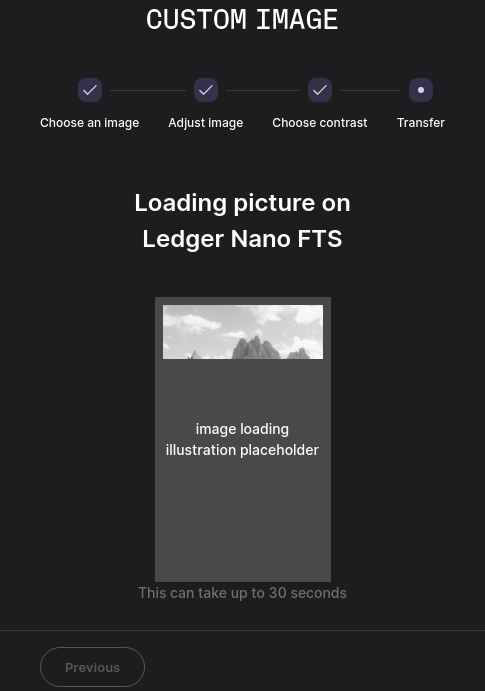 CUSTOM IMAGE
Choose an image
Adjust image
Choose contrast
Transfer
Loading picture on
Ledger Nano FTS
image loading
illustration placeholder
This can take up to 30 seconds
Previous